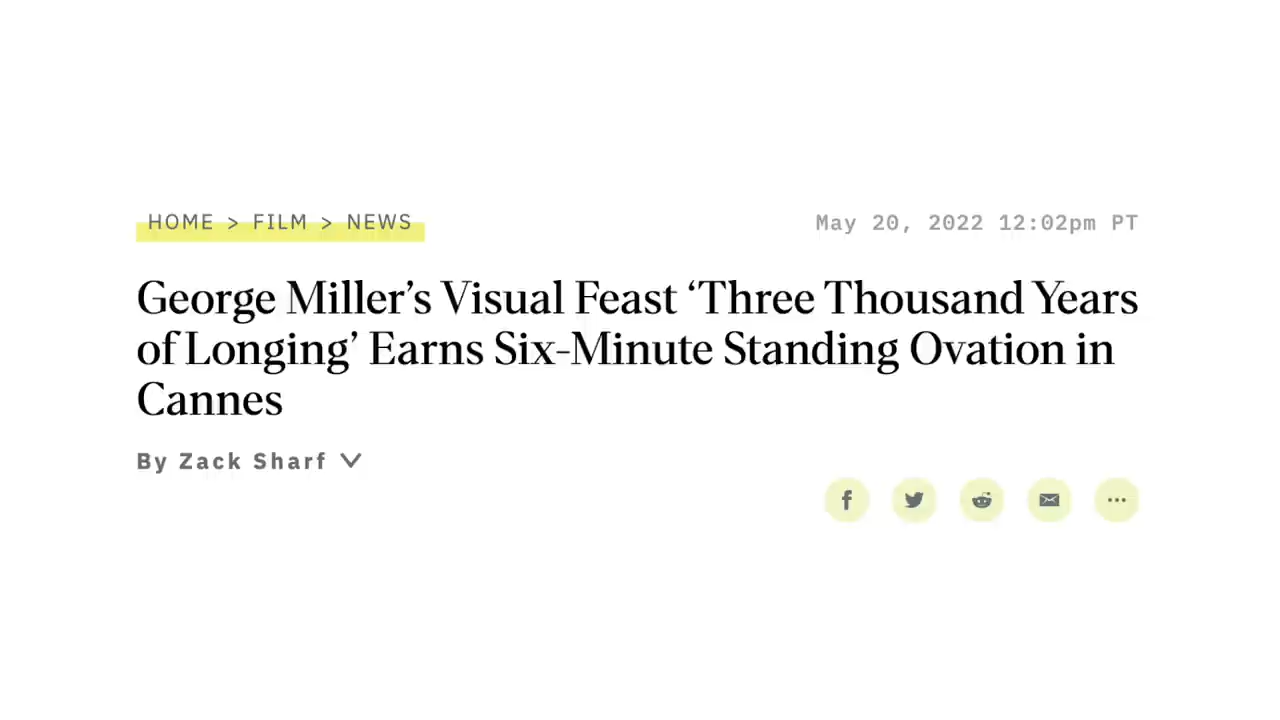 HOME > FILM > NEWS
May 20, 2022 12:02pm PT
George Miller’s Visual Feast ‘Three Thousand Years
of Longing’ Earns Six-Minute Standing Ovation in
Cannes
By Zack Sharf